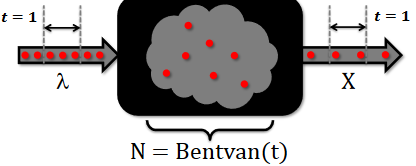 t = 1
t = 1
λ
X
N = Bentvan(t)